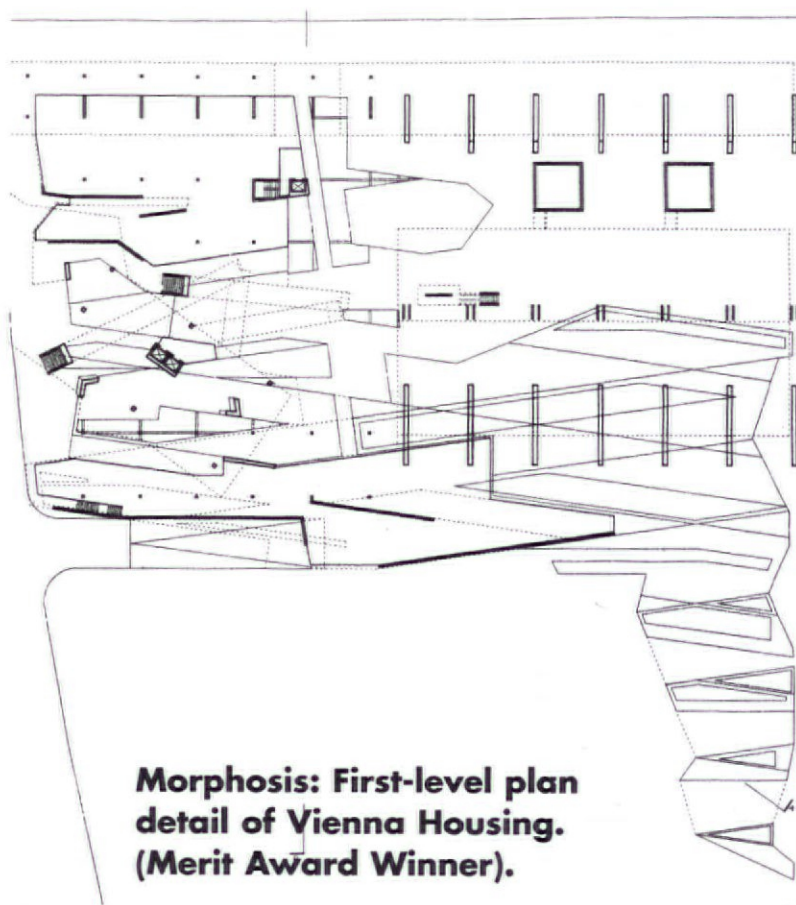 Morphosis: First-level plan
detail of Vienna Housing.
(Merit Award Winner).